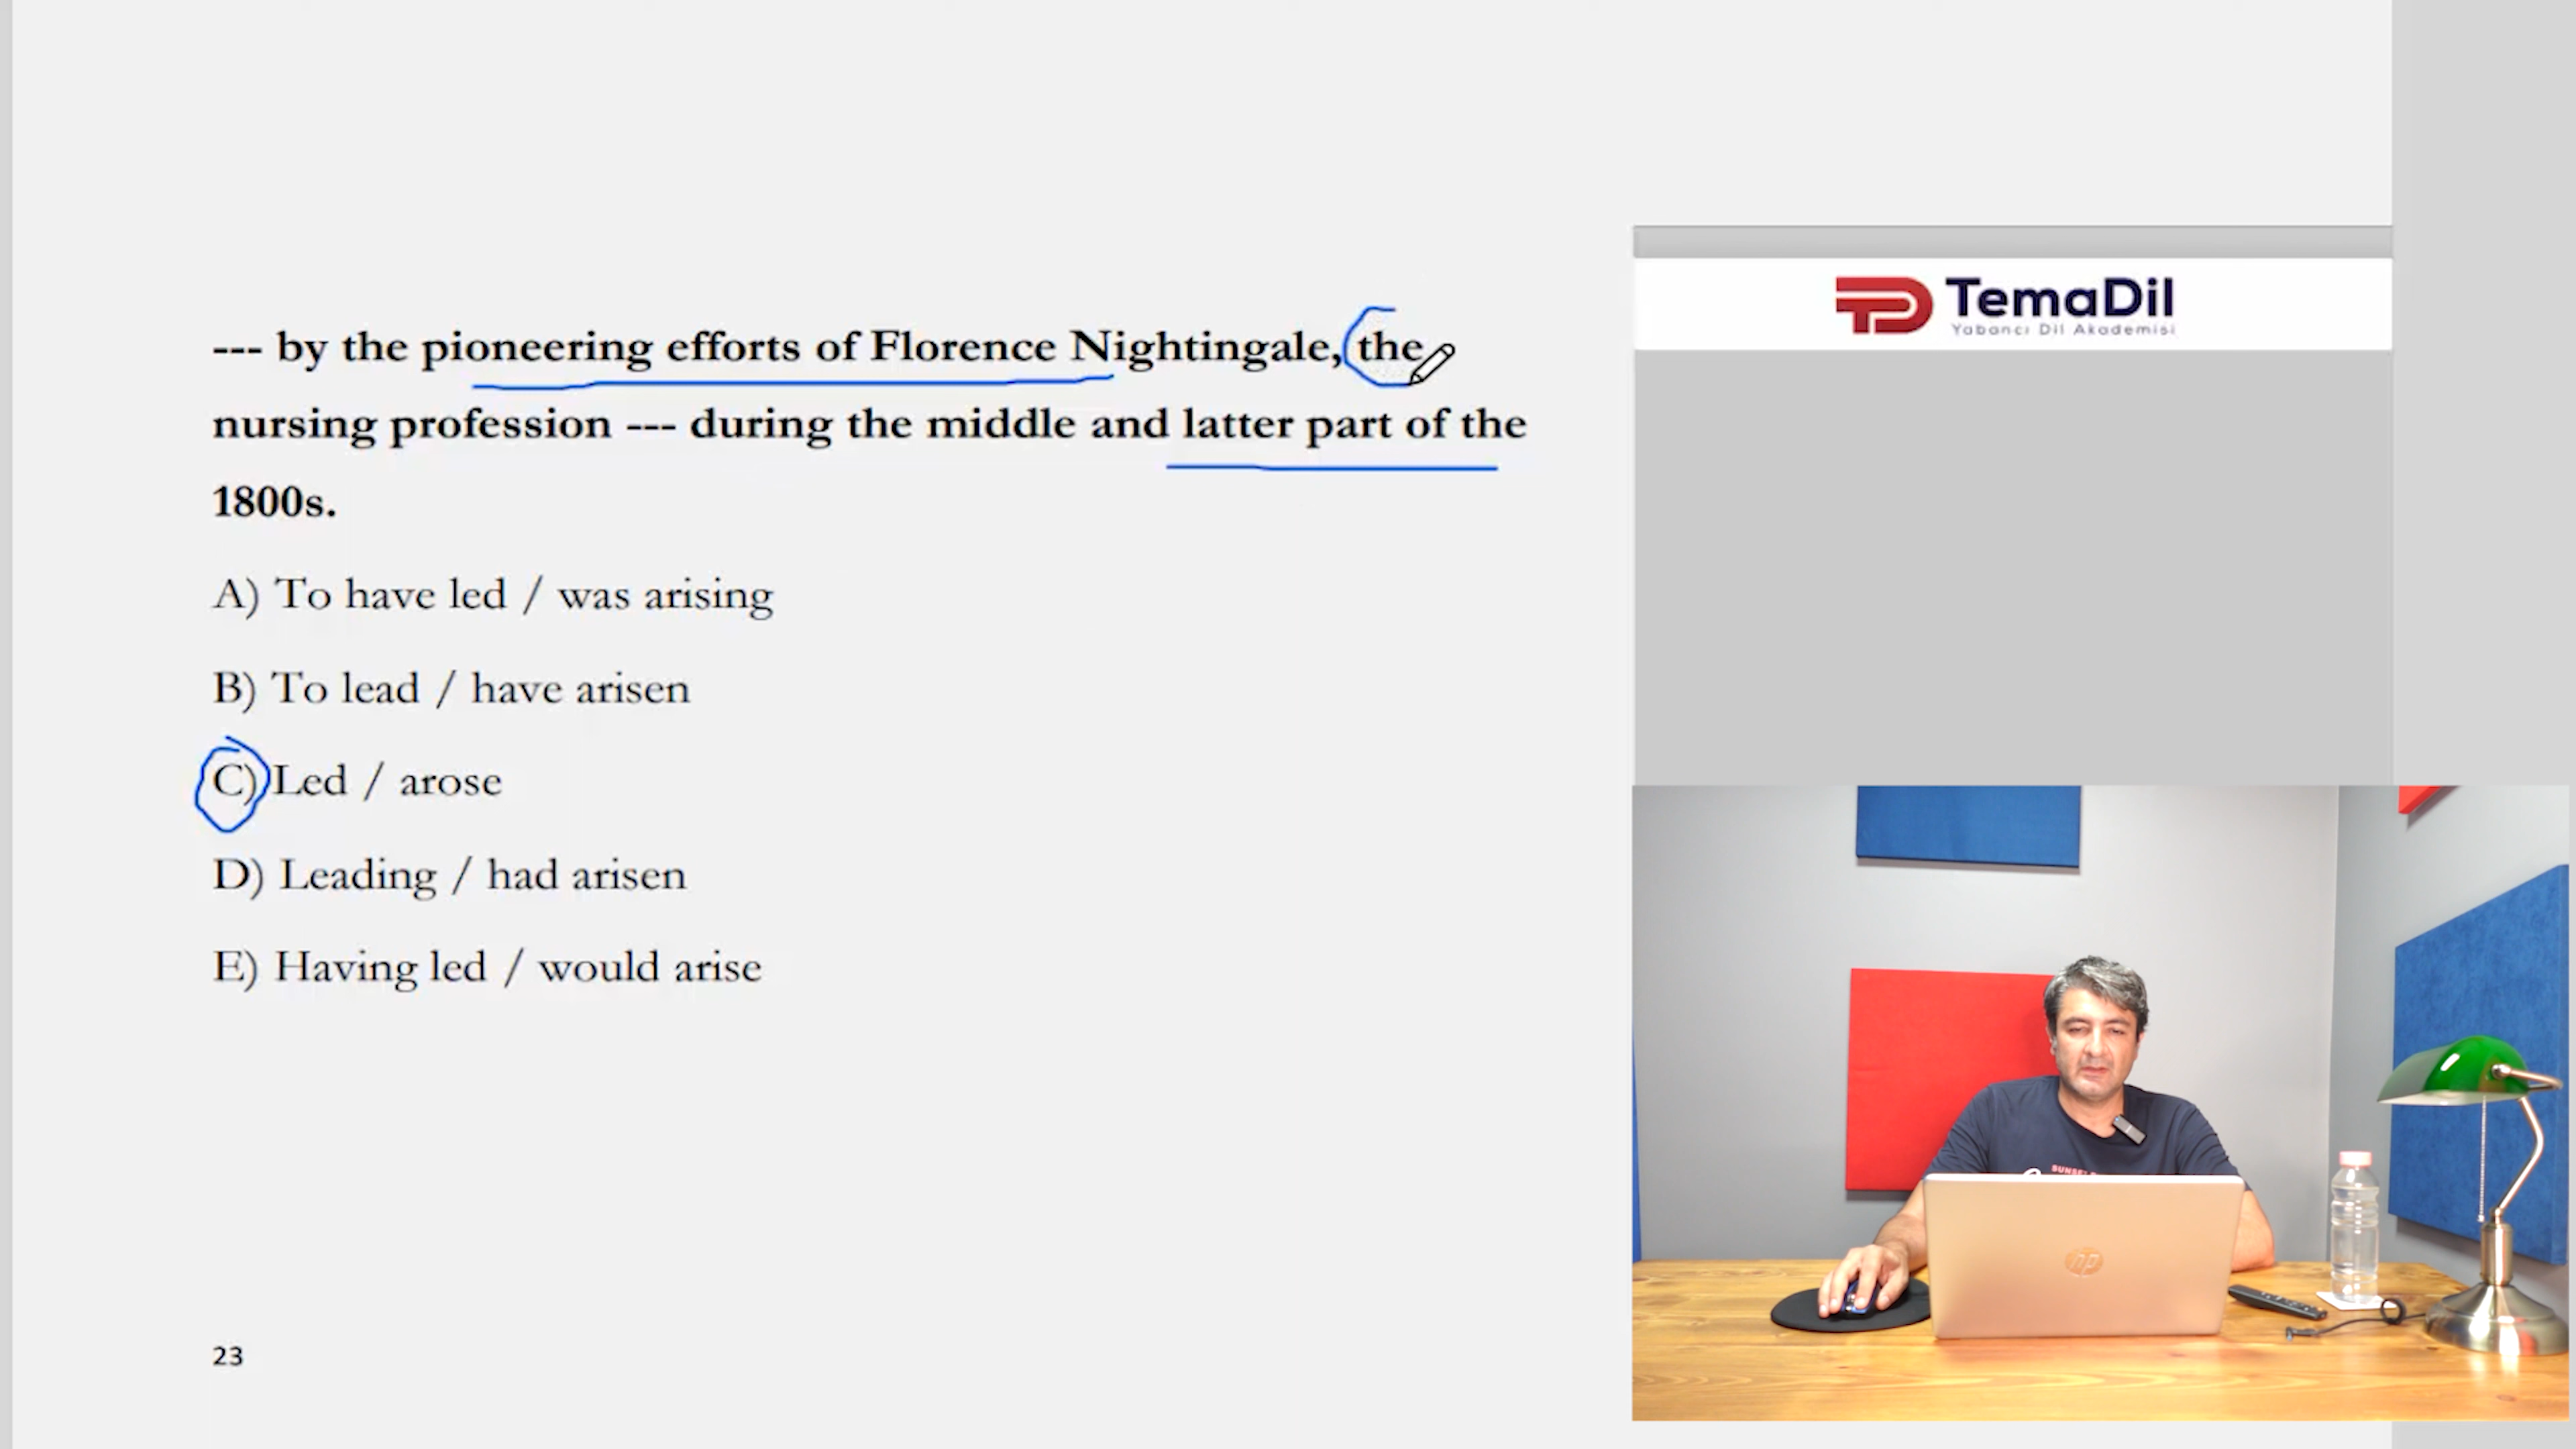 TemaDil
Yabancı Dil Akademisi
--- by the pioneering efforts of Florence Nightingale, the
nursing profession --- during the middle and latter part of the
1800s.
A) To have led / was arising
B) To lead / have arisen
C) Led / arose
D) Leading / had arisen
E) Having led / would arise
23
hp